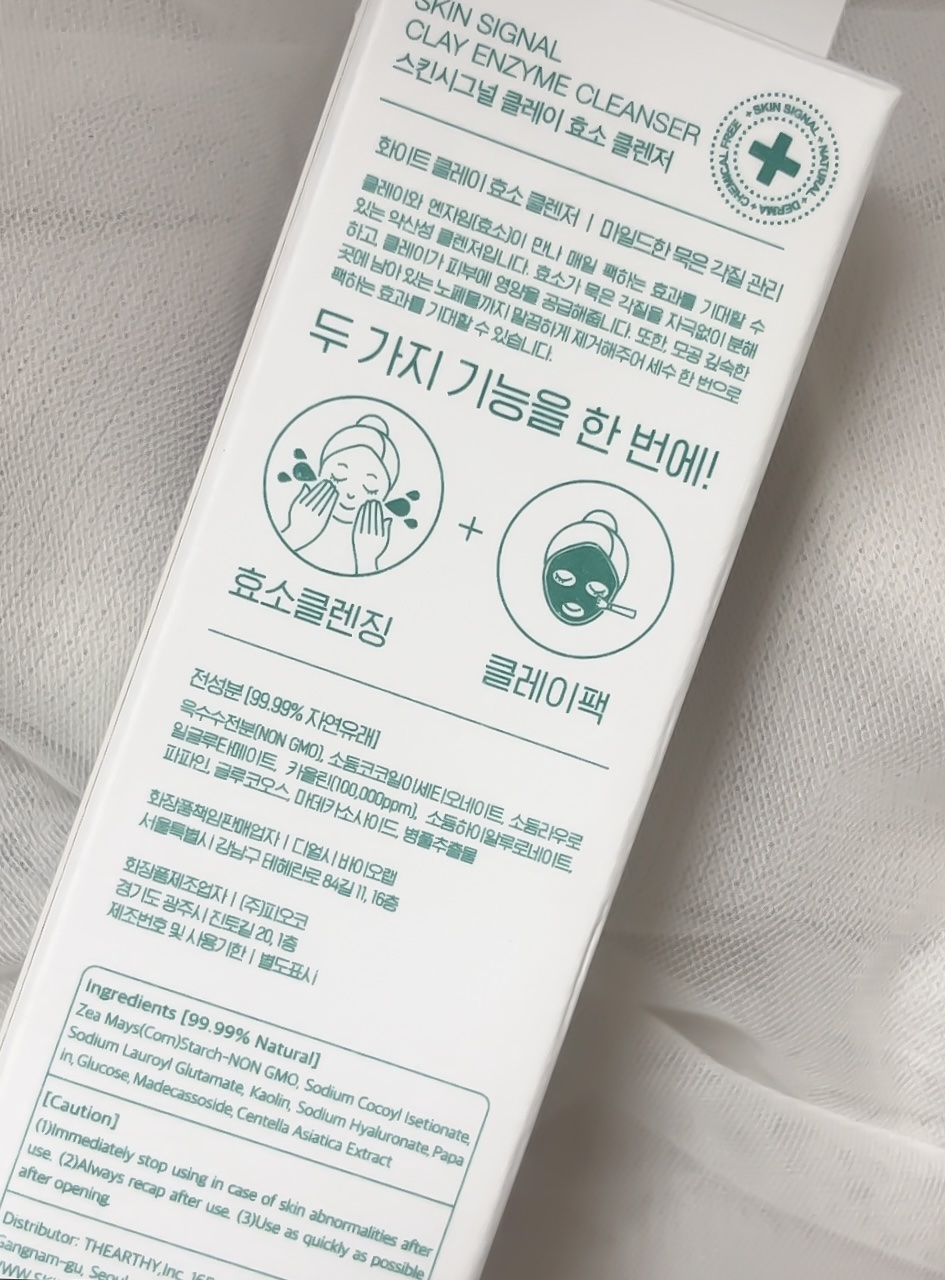 SKIN SIGNAL
CLAY ENZYME CLEANSER
스킨시그널 클레이 효소 클렌저
SKIN SIGNAL + NATURAL + DERMA + CHEMICAL FREE +
화이트 클레이 효소 클렌저 | 마일드한 묵은 각질 관리
클레이와 엔자임(효소)이 만나 매일 팩하는 효과를 기대할 수
있는 약산성 클렌저입니다. 효소가 묵은 각질을 자극없이 분해
하고, 클레이가 피부에 영양을 공급해줍니다. 또한, 모공 깊숙한
곳에 남아 있는 노폐물까지 말끔하게 제거해주어 세수 한 번으로
팩하는 효과를 기대할 수 있습니다.
두 가지 기능을 한 번에!
+
효소클렌징
클레이팩
전성분 [99.99% 자연유래]
옥수수전분(NON GMO), 소듐코코일이세티오네이트, 소듐라우로
일글루타메이트, 카올린(100,000ppm), 소듐하이알루로네이트,
파파인, 글루코오스, 마데카소사이드, 병풀추출물
화장품책임판매업자 | 디얼시 바이오랩
서울특별시 강남구 테헤란로 84길 11, 16층
화장품제조업자 | (주)피오코
경기도 광주시 진토길 20, 1층
제조번호 및 사용기한 | 별도표시
Ingredients [99.99% Natural]
Zea Mays(Corn)Starch-NON GMO, Sodium Cocoyl Isetionate,
Sodium Lauroyl Glutamate, Kaolin, Sodium Hyaluronate, Papa
in, Glucose, Madecassoside, Centella Asiatica Extract
[Caution]
(1)Immediately stop using in case of skin abnormalities after
use. (2)Always recap after use. (3)Use as quickly as possible
after opening.
Distributor: THEARTHY,Inc.
Gangnam-gu, Seoul